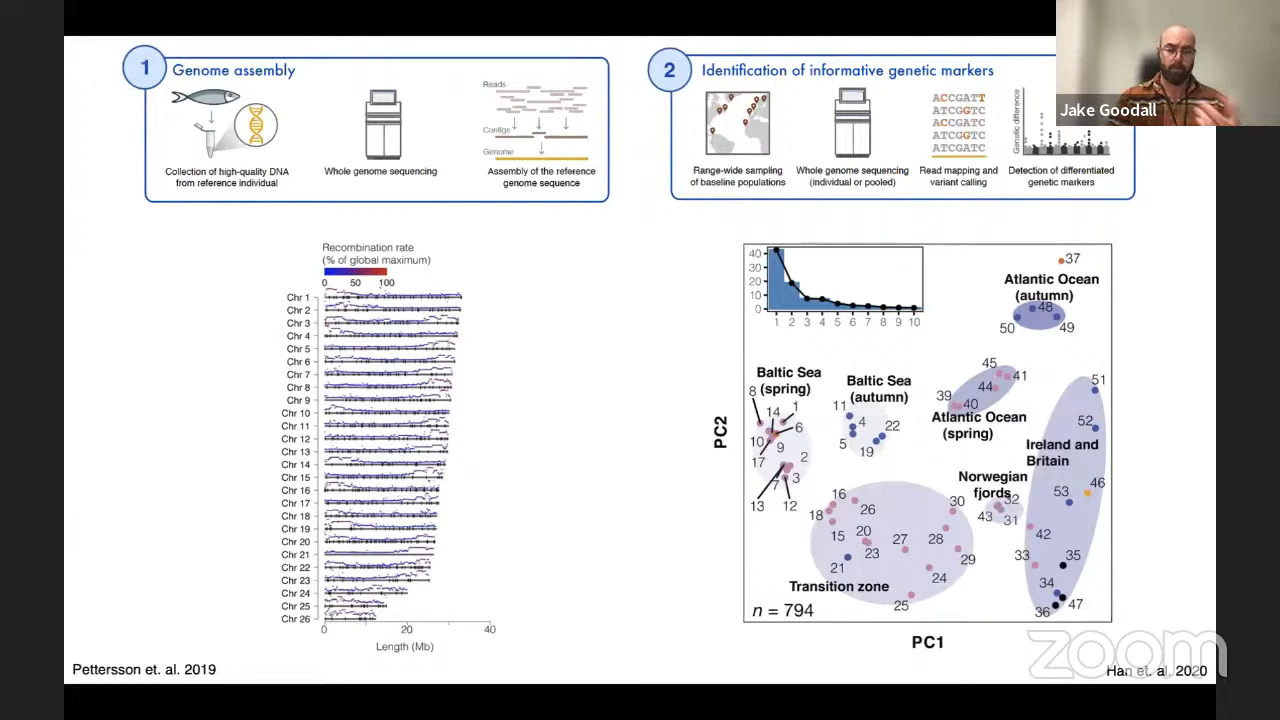 1
Genome assembly
Reads
Contigs
Genome
Collection of high-quality DNA
from reference individual
Whole genome sequencing
Assembly of the reference
genome sequence
2
Identification of informative genetic markers
ACCGATT
ATCGGTC
ACCGATC
ATCGGTC
ATCGATC
Genetic difference
Range-wide sampling
of baseline populations
Whole genome sequencing
(individual or pooled)
Read mapping and
variant calling
Detection of differentiated
genetic markers
Jake Goodall
Recombination rate
(% of global maximum)
0 50 100
Chr 1
Chr 2
Chr 3
Chr 4
Chr 5
Chr 6
Chr 7
Chr 8
Chr 9
Chr 10
Chr 11
Chr 12
Chr 13
Chr 14
Chr 15
Chr 16
Chr 17
Chr 18
Chr 19
Chr 20
Chr 21
Chr 22
Chr 23
Chr 24
Chr 25
Chr 26
0 20 40
Length (Mb)
Pettersson et. al. 2019
40
30
20
10
0
1 2 3 4 5 6 7 8 9 10
37
Atlantic Ocean
(autumn)
48
50 49
45
41
44
39
40
Atlantic Ocean
(spring)
Baltic Sea
(spring)
8
1
14
6
10
9
17
2
7
3
13 12
Baltic Sea
(autumn)
11
4
22
5
19
51
52
Ireland and
Britain
46
53
42
33 35
34
36 47
Norwegian
fjords
32
43 31
16
18
26
30
15
20
27
28
23
29
21
24
25
Transition zone
n = 794
PC2
PC1
zoom
Han et. al. 2020